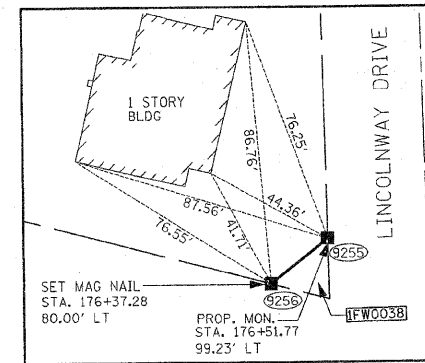 1 STORY
BLDG
LINCOLNWAY DRIVE
76.25'
86.76'
44.36'
87.56'
41.71'
76.55'
9255
SET MAG NAIL
STA. 176+37.28
80.00' LT
9256
PROP. MON.
STA. 176+51.77
99.23' LT
1FW0038